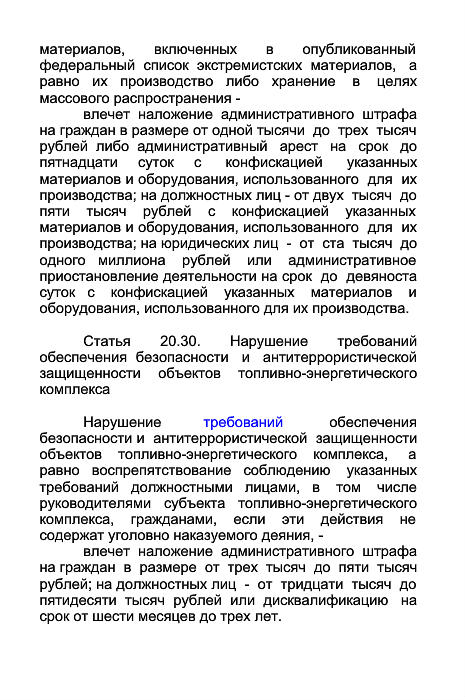 материалов, включенных в опубликованный
федеральный список экстремистских материалов, а
равно их производство либо хранение в целях
массового распространения -
влечет наложение административного штрафа
на граждан в размере от одной тысячи до трех тысяч
рублей либо административный арест на срок до
пятнадцати суток с конфискацией указанных
материалов и оборудования, использованного для их
производства; на должностных лиц - от двух тысяч до
пяти тысяч рублей с конфискацией указанных
материалов и оборудования, использованного для их
производства; на юридических лиц - от ста тысяч до
одного миллиона рублей или административное
приостановление деятельности на срок до девяноста
суток с конфискацией указанных материалов и
оборудования, использованного для их производства.
Статья 20.30. Нарушение требований
обеспечения безопасности и антитеррористической
защищенности объектов топливно-энергетического
комплекса
Нарушение требований обеспечения
безопасности и антитеррористической защищенности
объектов топливно-энергетического комплекса, а
равно воспрепятствование соблюдению указанных
требований должностными лицами, в том числе
руководителями субъекта топливно-энергетического
комплекса, гражданами, если эти действия не
содержат уголовно наказуемого деяния, -
влечет наложение административного штрафа
на граждан в размере от трех тысяч до пяти тысяч
рублей; на должностных лиц - от тридцати тысяч до
пятидесяти тысяч рублей или дисквалификацию на
срок от шести месяцев до трех лет.